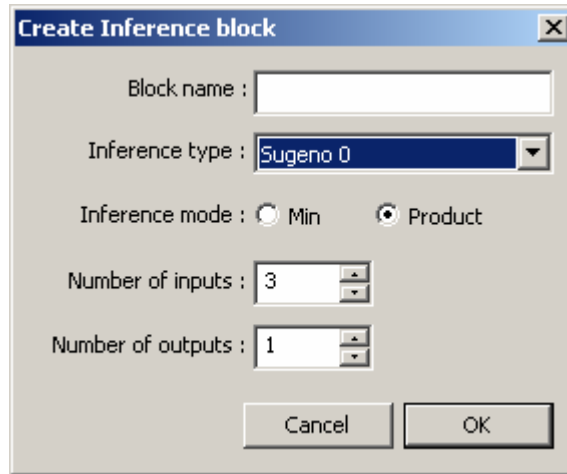 Create Inference block
Block name :
Inference type : Sugeno 0
Inference mode : Min Product
Number of inputs : 3
Number of outputs : 1
Cancel OK